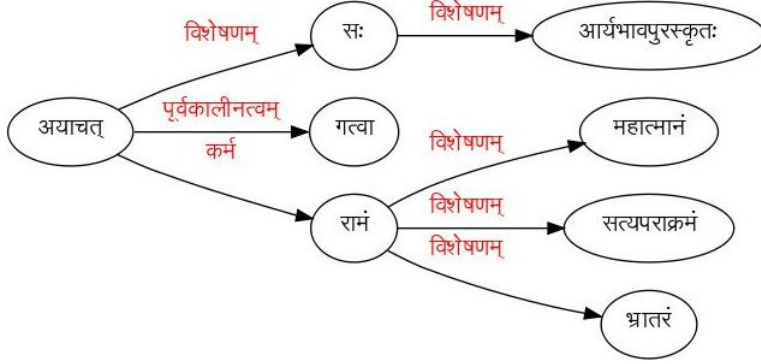 विशेषणम्
सः
विशेषणम्
आर्यभावपुरस्कृतः
अयाचत्
पूर्वकालीनत्वम्
गत्वा
कर्म
विशेषणम्
महात्मानं
रामं
विशेषणम्
सत्यपराक्रमं
विशेषणम्
भ्रातरं